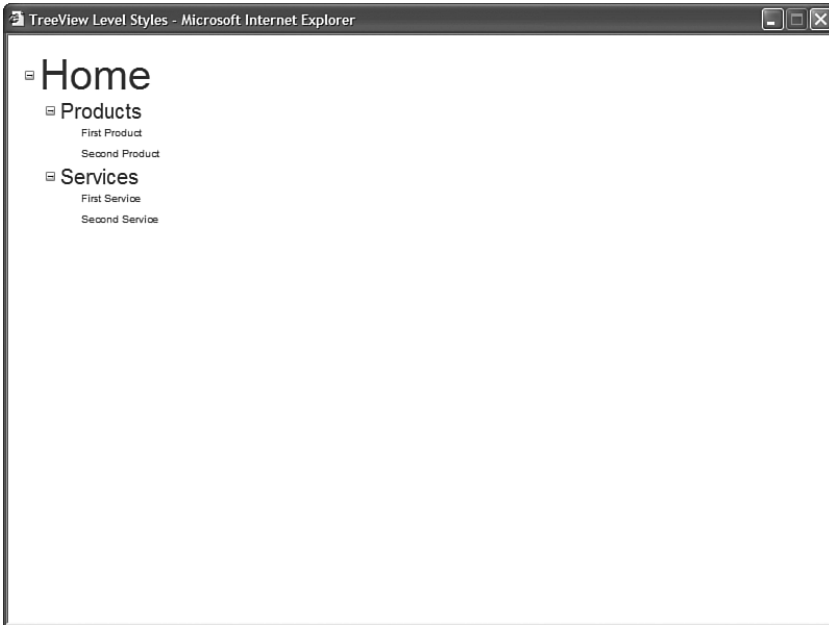 TreeView Level Styles - Microsoft Internet Explorer
Home
Products
First Product
Second Product
Services
First Service
Second Service